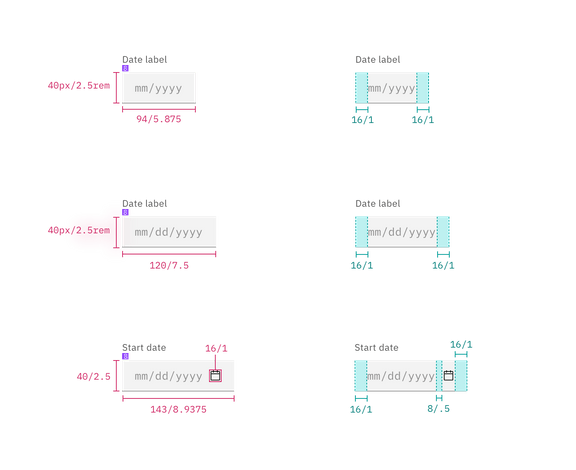 Date label
8
40px/2.5rem
mm/yyyy
94/5.875
Date label
mm/yyyy
16/1
16/1
Date label
8
40px/2.5rem
mm/dd/yyyy
120/7.5
Date label
mm/dd/yyyy
16/1
16/1
Start date
8
16/1
40/2.5
mm/dd/yyyy
143/8.9375
Start date
16/1
mm/dd/yyyy
16/1
8/.5